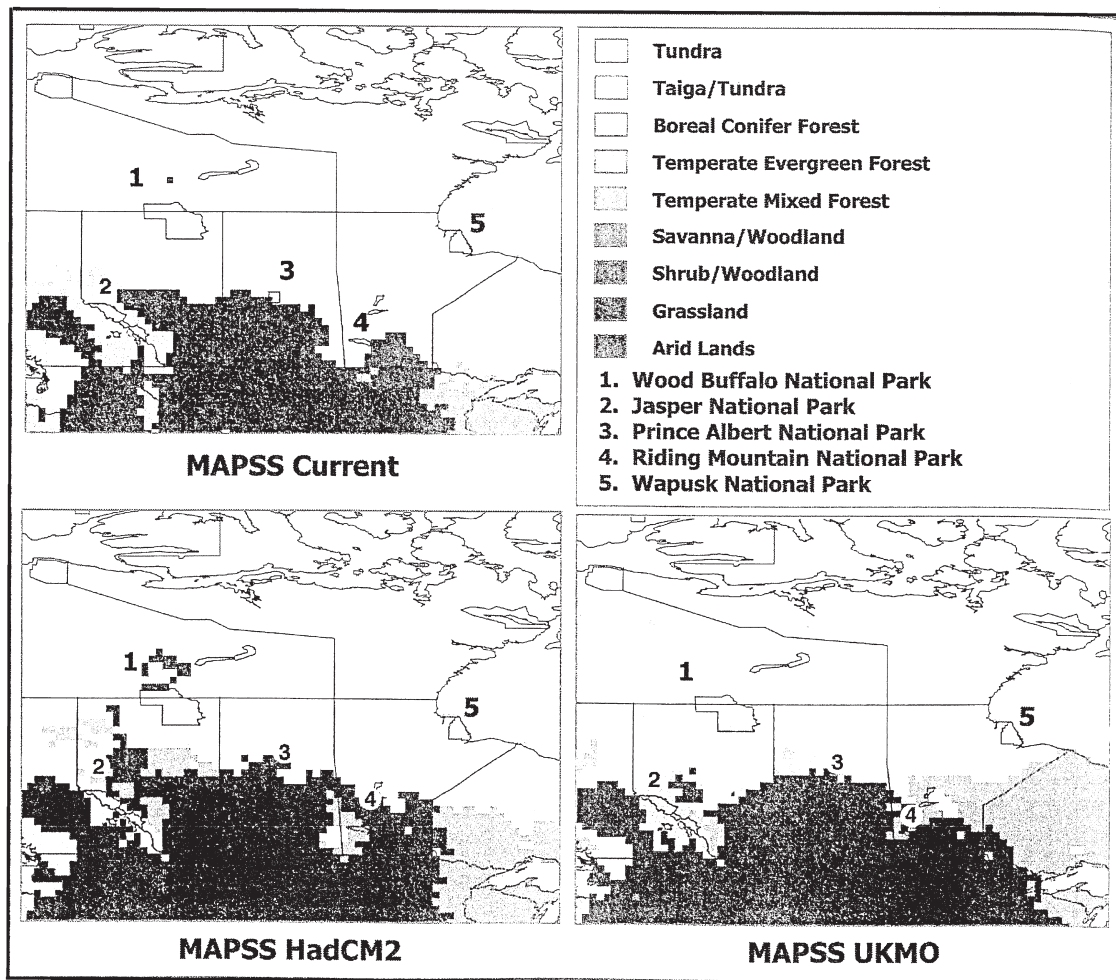 Tundra
Taiga/Tundra
Boreal Conifer Forest
Temperate Evergreen Forest
Temperate Mixed Forest
Savanna/Woodland
Shrub/Woodland
Grassland
Arid Lands
1. Wood Buffalo National Park
2. Jasper National Park
3. Prince Albert National Park
4. Riding Mountain National Park
5. Wapusk National Park
1
5
3
2
4
MAPSS Current
1
5
3
2
4
MAPSS HadCM2
1
5
3
2
4
MAPSS UKMO